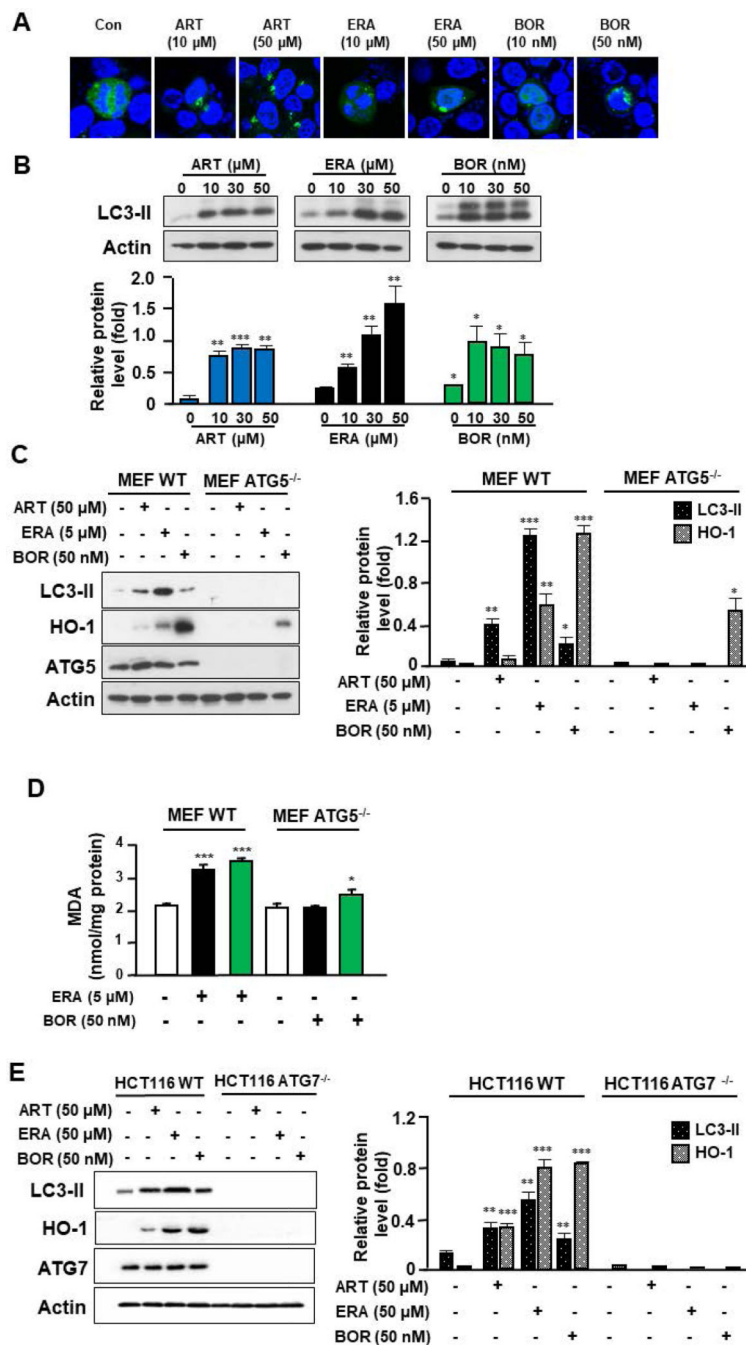 A
Con ART ART ERA ERA BOR BOR
(10 µM) (50 µM) (10 µM) (50 µM) (10 nM) (50 nM)
B
ART (µM) ERA (µM) BOR (nM)
0 10 30 50 0 10 30 50 0 10 30 50
LC3-II
Actin
Relative protein
level (fold)
2.0
1.5
1.0
0.5
0
** *** **
** ** **
* * * *
0 10 30 50 0 10 30 50 0 10 30 50
ART (µM) ERA (µM) BOR (nM)
C
MEF WT MEF ATG5-/-
ART (50 µM) - + - - - + - -
ERA (5 µM) - - + - - - + -
BOR (50 nM) - - - + - - - +
LC3-II
HO-1
ATG5
Actin
MEF WT MEF ATG5-/-
LC3-II
HO-1
Relative protein
level (fold)
1.6
1.2
0.8
0.4
0
** *** ** * *** *
ART (50 µM) - + - - - + - -
ERA (5 µM) - - + - - - + -
BOR (50 nM) - - - + - - - +
D
MEF WT MEF ATG5-/-
MDA
(nmol/mg protein)
4
3
2
1
0
*** *** *
ERA (5 µM) - + + - - -
BOR (50 nM) - - - - + +
E
HCT116 WT HCT116 ATG7-/-
ART (50 µM) - + - - - + - -
ERA (50 µM) - - + - - - + -
BOR (50 nM) - - - + - - - +
LC3-II
HO-1
ATG7
Actin
HCT116 WT HCT116 ATG7 -/-
LC3-II
HO-1
Relative protein
level (fold)
1.2
0.8
0.4
0
** *** ** *** ** ***
ART (50 µM) - + - - - + - -
ERA (50 µM) - - + - - - + -
BOR (50 nM) - - - + - - - +